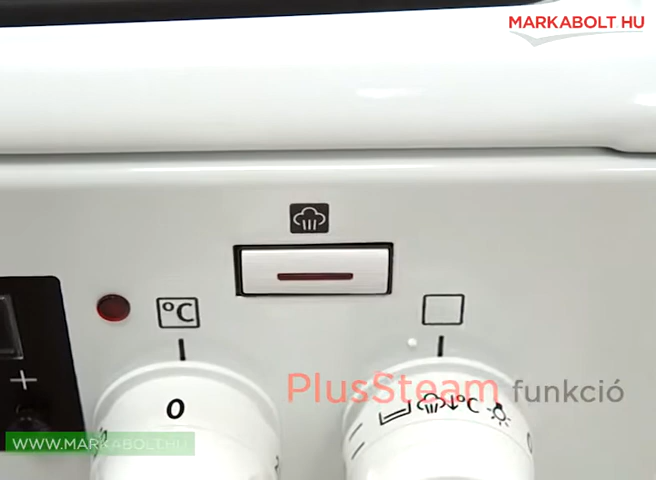 MARKABOLT HU
°C
0
°C
PlusSteam funkció
WWW.MARKABOLT.HU